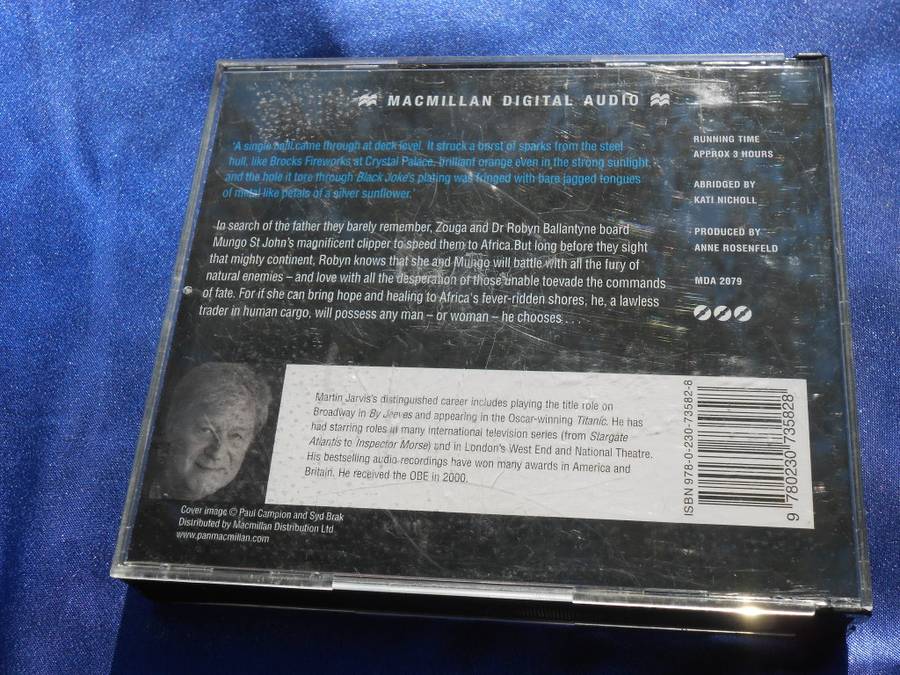 MACMILLAN DIGITAL AUDIO
'A single ball came through at deck level. It struck a burst of sparks from the steel
hull, like Brocks Fireworks at Crystal Palace, brilliant orange even in the strong sunlight,
and the hole it tore through Black Joke's plating was fringed with bare jagged tongues
of metal like petals of a silver sunflower.'
In search of the father they barely remember, Zouga and Dr Robyn Ballantyne board
Mungo St John's magnificent clipper to speed them to Africa.But long before they sight
that mighty continent, Robyn knows that she and Mungo will battle with all the fury of
natural enemies – and love with all the desperation of those unable toevade the commands
of fate. For if she can bring hope and healing to Africa's fever-ridden shores, he, a lawless
trader in human cargo, will possess any man – or woman – he chooses . . .
RUNNING TIME
APPROX 3 HOURS
ABRIDGED BY
KATI NICHOLL
PRODUCED BY
ANNE ROSENFELD
MDA 2079
Martin Jarvis's distinguished career includes playing the title role on
Broadway in By Jeeves and appearing in the Oscar-winning Titanic. He has
had starring roles in many international television series (from Stargate
Atlantis to Inspector Morse) and in London's West End and National Theatre.
His bestselling audio recordings have won many awards in America and
Britain. He received the OBE in 2000.
ISBN 978-0-230-73582-8
9 780230 735828
Cover image © Paul Campion and Syd Brak
Distributed by Macmillan Distribution Ltd
www.panmacmillan.com